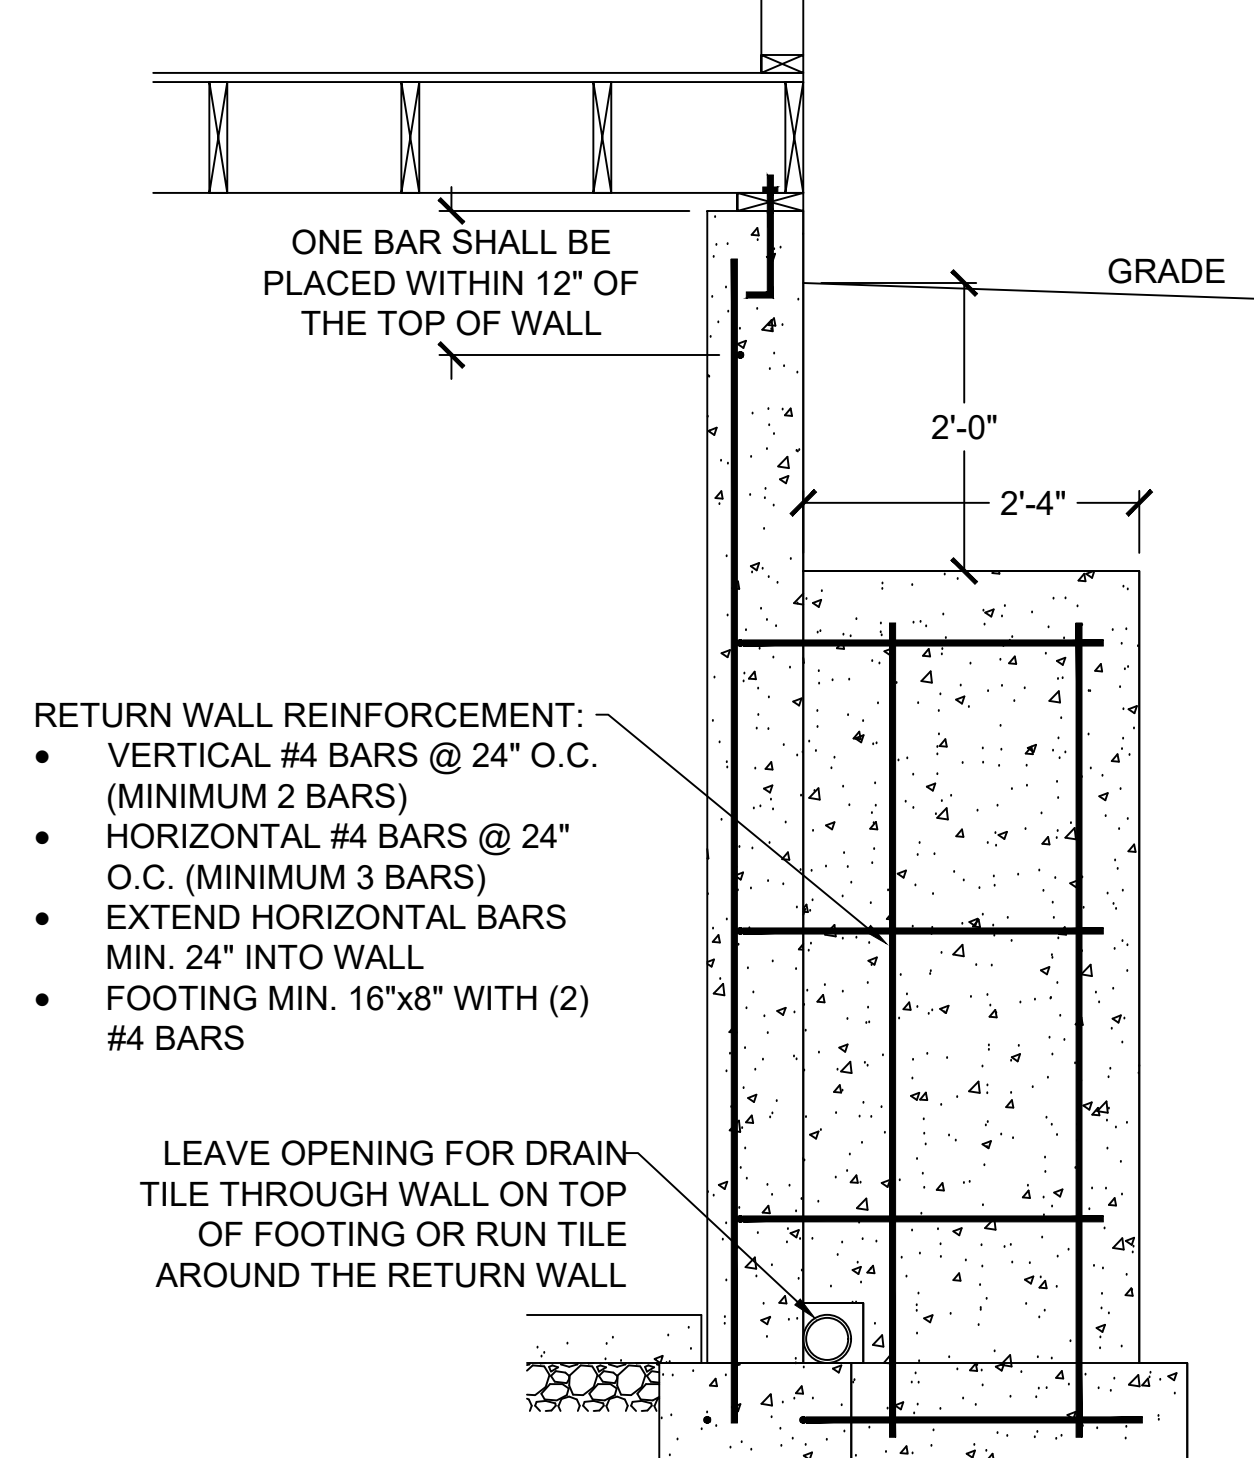 ONE BAR SHALL BE
PLACED WITHIN 12" OF
THE TOP OF WALL
GRADE
2'-0"
2'-4"
RETURN WALL REINFORCEMENT:
• VERTICAL #4 BARS @ 24" O.C.
(MINIMUM 2 BARS)
• HORIZONTAL #4 BARS @ 24"
O.C. (MINIMUM 3 BARS)
• EXTEND HORIZONTAL BARS
MIN. 24" INTO WALL
• FOOTING MIN. 16"x8" WITH (2)
#4 BARS
LEAVE OPENING FOR DRAIN
TILE THROUGH WALL ON TOP
OF FOOTING OR RUN TILE
AROUND THE RETURN WALL